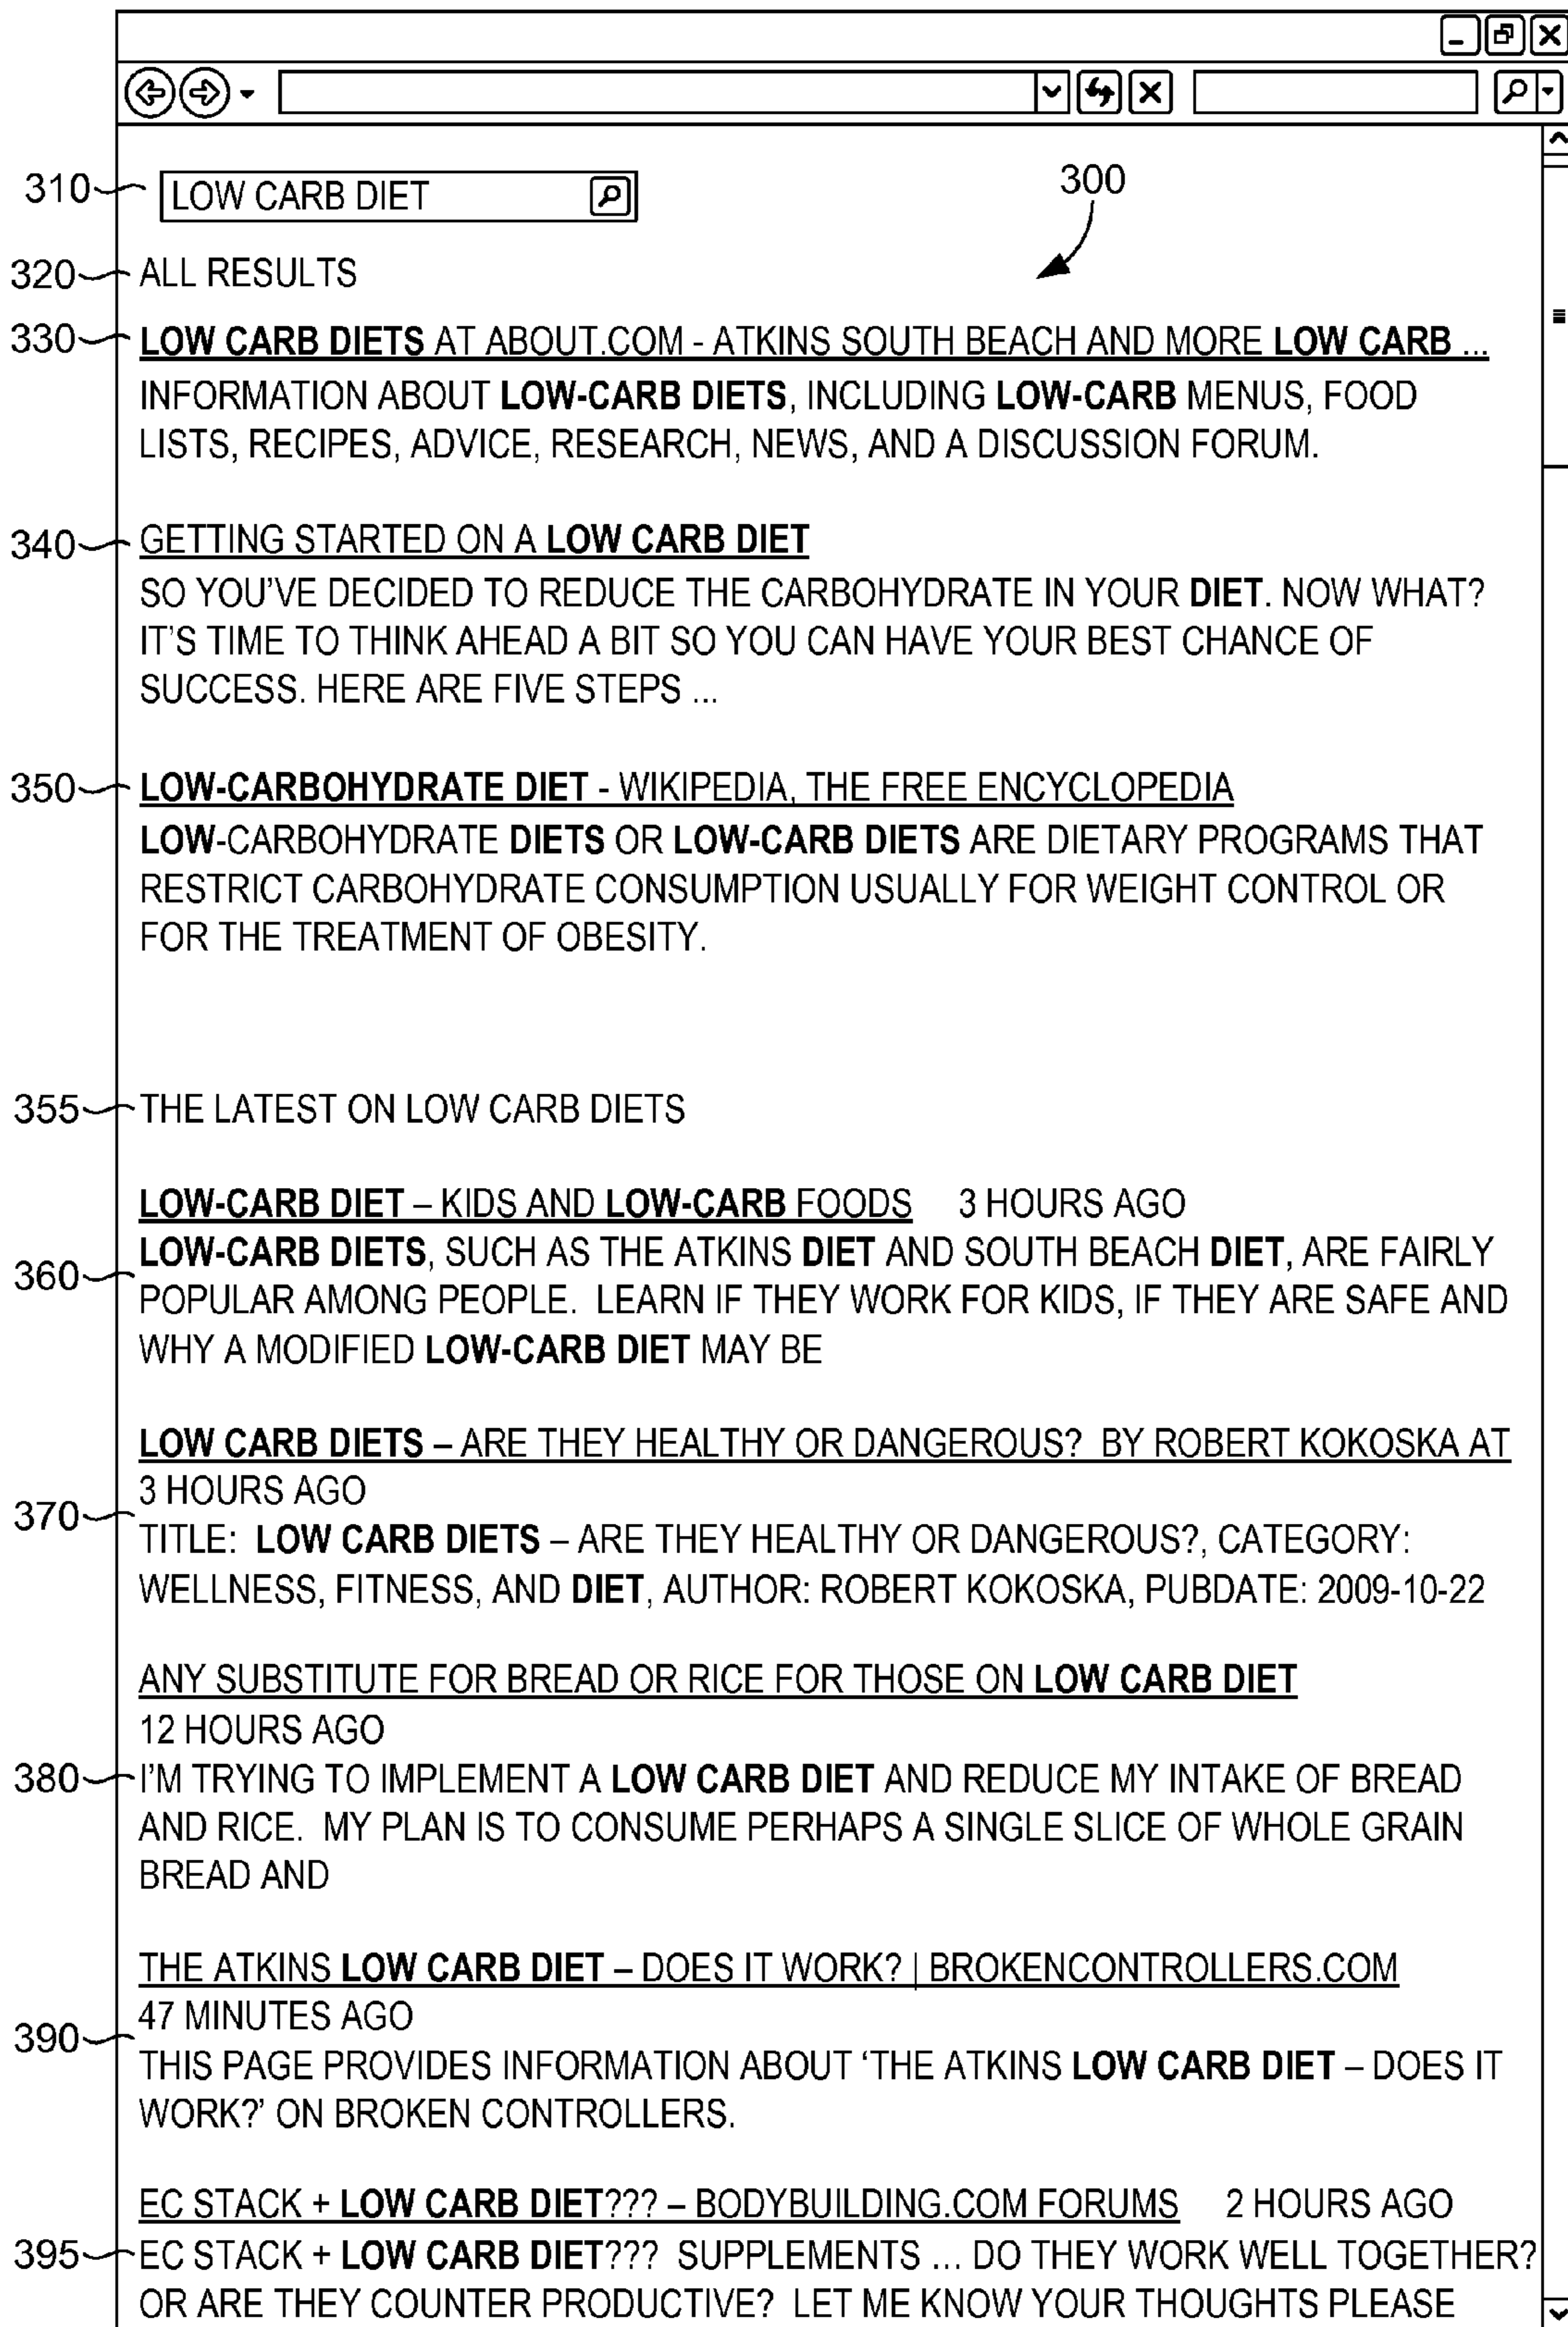 310 LOW CARB DIET
300
320 ALL RESULTS
330 LOW CARB DIETS AT ABOUT.COM - ATKINS SOUTH BEACH AND MORE LOW CARB ...
INFORMATION ABOUT LOW-CARB DIETS, INCLUDING LOW-CARB MENUS, FOOD
LISTS, RECIPES, ADVICE, RESEARCH, NEWS, AND A DISCUSSION FORUM.
340 GETTING STARTED ON A LOW CARB DIET
SO YOU'VE DECIDED TO REDUCE THE CARBOHYDRATE IN YOUR DIET. NOW WHAT?
IT'S TIME TO THINK AHEAD A BIT SO YOU CAN HAVE YOUR BEST CHANCE OF
SUCCESS. HERE ARE FIVE STEPS ...
350 LOW-CARBOHYDRATE DIET - WIKIPEDIA, THE FREE ENCYCLOPEDIA
LOW-CARBOHYDRATE DIETS OR LOW-CARB DIETS ARE DIETARY PROGRAMS THAT
RESTRICT CARBOHYDRATE CONSUMPTION USUALLY FOR WEIGHT CONTROL OR
FOR THE TREATMENT OF OBESITY.
355 THE LATEST ON LOW CARB DIETS
LOW-CARB DIET – KIDS AND LOW-CARB FOODS 3 HOURS AGO
LOW-CARB DIETS, SUCH AS THE ATKINS DIET AND SOUTH BEACH DIET, ARE FAIRLY
360
POPULAR AMONG PEOPLE. LEARN IF THEY WORK FOR KIDS, IF THEY ARE SAFE AND
WHY A MODIFIED LOW-CARB DIET MAY BE
LOW CARB DIETS – ARE THEY HEALTHY OR DANGEROUS? BY ROBERT KOKOSKA AT
3 HOURS AGO
370
TITLE: LOW CARB DIETS – ARE THEY HEALTHY OR DANGEROUS?, CATEGORY:
WELLNESS, FITNESS, AND DIET, AUTHOR: ROBERT KOKOSKA, PUBDATE: 2009-10-22
ANY SUBSTITUTE FOR BREAD OR RICE FOR THOSE ON LOW CARB DIET
12 HOURS AGO
380 I'M TRYING TO IMPLEMENT A LOW CARB DIET AND REDUCE MY INTAKE OF BREAD
AND RICE. MY PLAN IS TO CONSUME PERHAPS A SINGLE SLICE OF WHOLE GRAIN
BREAD AND
THE ATKINS LOW CARB DIET – DOES IT WORK? | BROKENCONTROLLERS.COM
47 MINUTES AGO
390
THIS PAGE PROVIDES INFORMATION ABOUT ‘THE ATKINS LOW CARB DIET – DOES IT
WORK?’ ON BROKEN CONTROLLERS.
EC STACK + LOW CARB DIET??? – BODYBUILDING.COM FORUMS 2 HOURS AGO
395 EC STACK + LOW CARB DIET??? SUPPLEMENTS ... DO THEY WORK WELL TOGETHER?
OR ARE THEY COUNTER PRODUCTIVE? LET ME KNOW YOUR THOUGHTS PLEASE